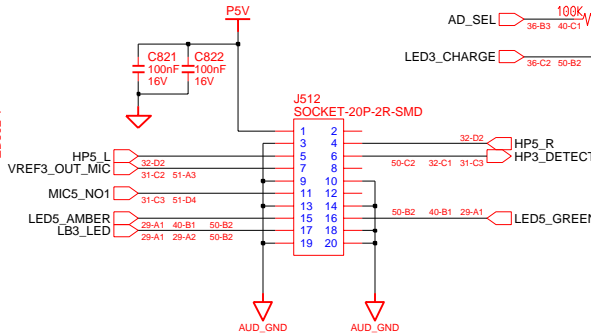 P5V
AD_SEL
100K
36-B3 40-C1
C821
100nF
16V
C822
100nF
16V
LED3_CHARGE
36-C2 50-B2
J512
SOCKET-20P-2R-SMD
1 2
3 4
32-D2
HP5_R
HP5_L
32-D2
5 6
50-C2 32-C1 31-C3
HP3_DETECT
VREF3_OUT_MIC
31-C2 51-A3
7 8
9 10
MIC5_NO1
31-C3 51-D4
11 12
13 14
LED5_AMBER
29-A1 40-B1 50-B2
15 16
50-B2 40-B1 29-A1
LED5_GREEN
LB3_LED
29-A1 29-A2 50-B2
17 18
19 20
AUD_GND
AUD_GND